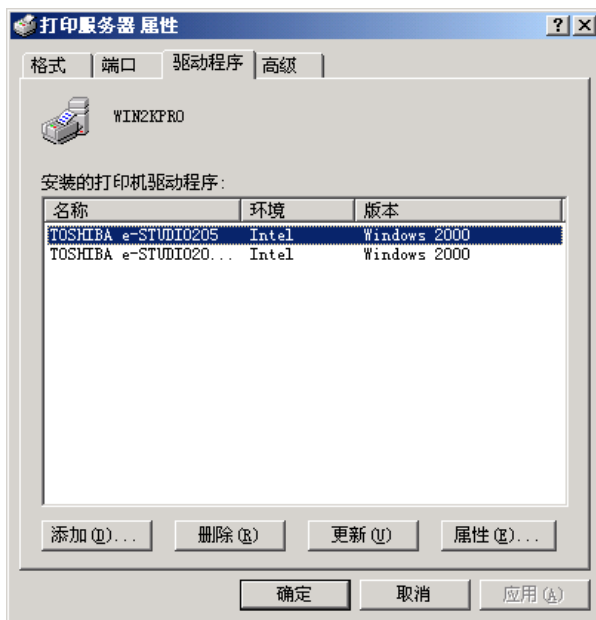 打印服务器 属性
格式 端口 驱动程序 高级
WIN2KPRO
安装的打印机驱动程序:
名称 环境 版本
TOSHIBA e-STUDIO205 Intel Windows 2000
TOSHIBA e-STUDIO20... Intel Windows 2000
添加(D)... 删除(R) 更新(U) 属性(E)...
确定 取消 应用(A)